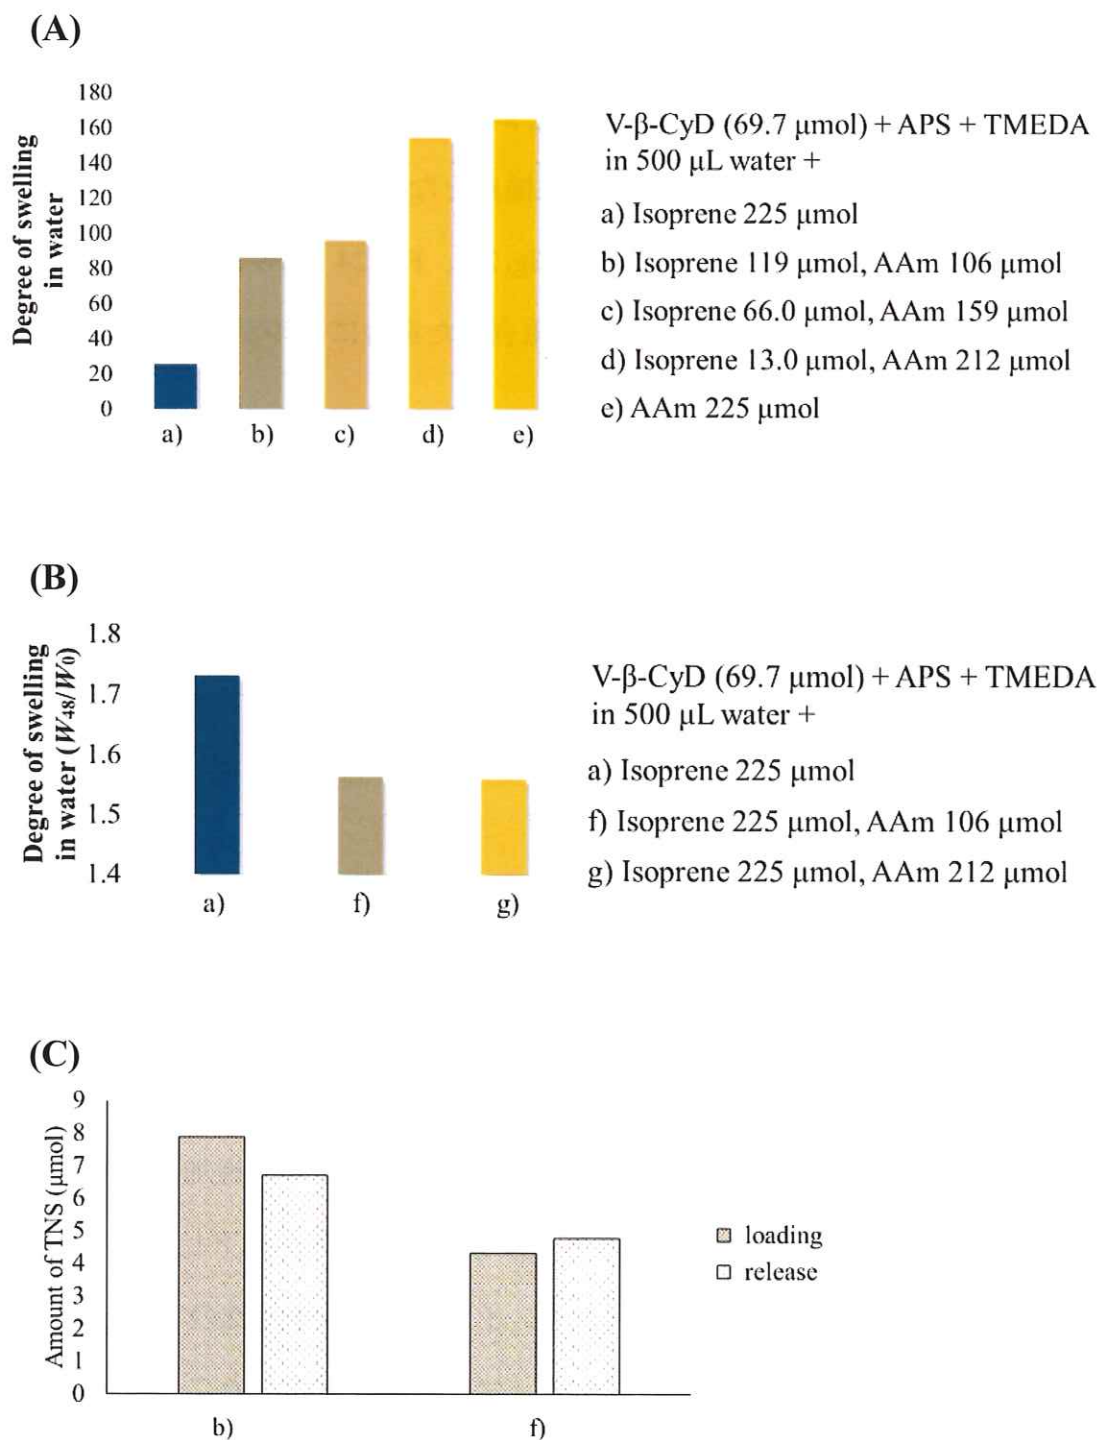 (A)
Degree of swelling
in water
180
160
140
120
100
80
60
40
20
0
a) b) c) d) e)
V-β-CyD (69.7 μmol) + APS + TMEDA
in 500 μL water +
a) Isoprene 225 μmol
b) Isoprene 119 μmol, AAm 106 μmol
c) Isoprene 66.0 μmol, AAm 159 μmol
d) Isoprene 13.0 μmol, AAm 212 μmol
e) AAm 225 μmol
(B)
Degree of swelling
in water (W48/W0)
1.8
1.7
1.6
1.5
1.4
a) f) g)
V-β-CyD (69.7 μmol) + APS + TMEDA
in 500 μL water +
a) Isoprene 225 μmol
f) Isoprene 225 μmol, AAm 106 μmol
g) Isoprene 225 μmol, AAm 212 μmol
(C)
Amount of TNS (μmol)
9
8
7
6
5
4
3
2
1
0
b) f)
loading
release